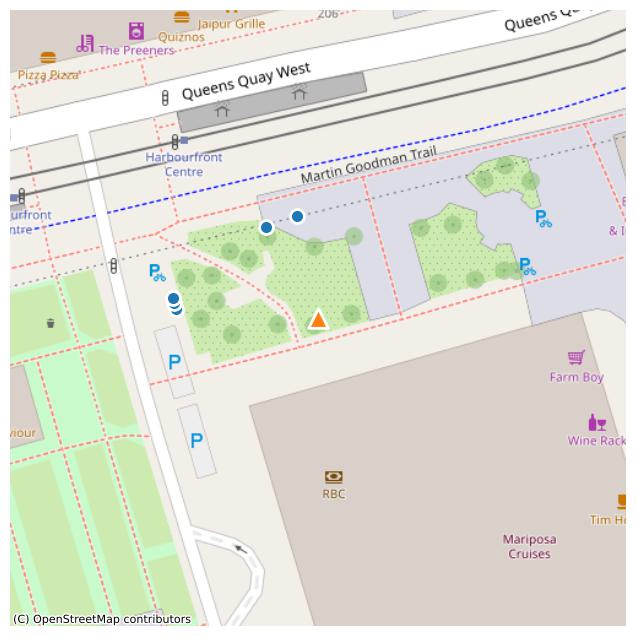 206
Queens Qu
Jaipur Grille
Quiznos
The Preeners
Pizza Pizza
Queens Quay West
Harbourfront
Centre
Martin Goodman Trail
urfront
ntre
E
& I
P
P
P
P
P
Farm Boy
viour
Wine Rack
RBC
Tim Ho
Mariposa
Cruises
(C) OpenStreetMap contributors